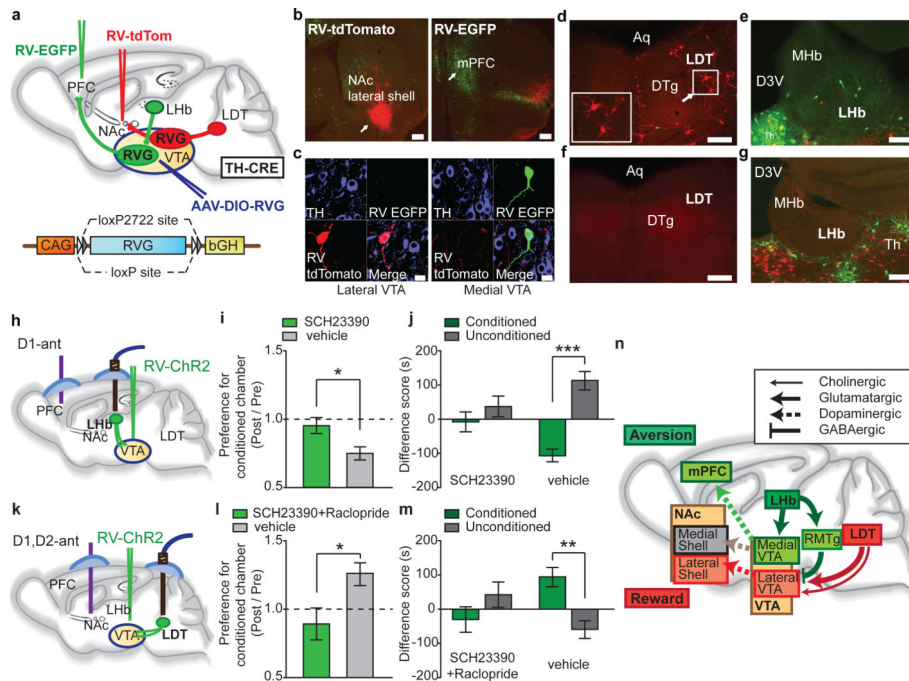 a
RV-EGFP
RV-tdTom
PFC
LHb
LDT
NAc
RVG
RVG
VTA
TH-CRE
AAV-DIO-RVG
loxP2722 site
CAG
RVG
bGH
loxP site
b
RV-tdTomato
RV-EGFP
NAc
lateral shell
mPFC
c
TH
RV EGFP
TH
RV EGFP
RV
tdTomato
Merge
RV
tdTomato
Merge
Lateral VTA
Medial VTA
d
Aq
LDT
DTg
e
MHb
D3V
LHb
Th
f
Aq
LDT
DTg
g
D3V
MHb
LHb
Th
h
D1-ant
RV-ChR2
PFC
LHb
NAc
LDT
VTA
i
SCH23390
vehicle
Preference for
conditioned chamber
(Post / Pre)
1.5
1.0
0.5
*
j
Conditioned
Unconditioned
Difference score (s)
200
100
0
-100
-200
***
SCH23390
vehicle
k
D1,D2-ant
RV-ChR2
PFC
LHb
NAc
VTA
LDT
l
SCH23390+Raclopride
vehicle
Preference for
conditioned chamber
(Post / Pre)
1.5
1.0
0.5
*
m
Conditioned
Unconditioned
Difference score (s)
200
100
0
-100
-200
**
SCH23390
+Raclopride
vehicle
n
Cholinergic
Glutamatargic
Dopaminergic
GABAergic
Aversion
mPFC
LHb
NAc
Medial
Shell
Medial
VTA
RMTg
LDT
Lateral
Shell
Lateral
VTA
Reward
VTA